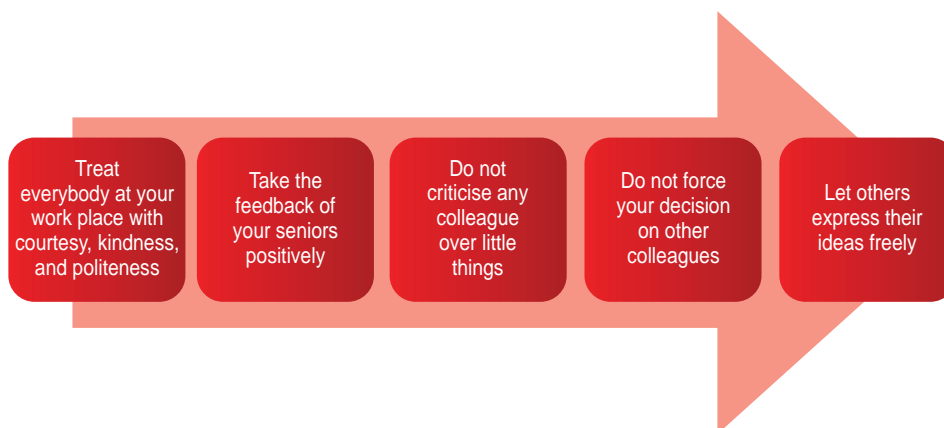 Treat
everybody at your
work place with
courtesy, kindness,
and politeness
Take the
feedback of
your seniors
positively
Do not
criticise any
colleague
over little
things
Do not force
your decision
on other
colleagues
Let others
express their
ideas freely